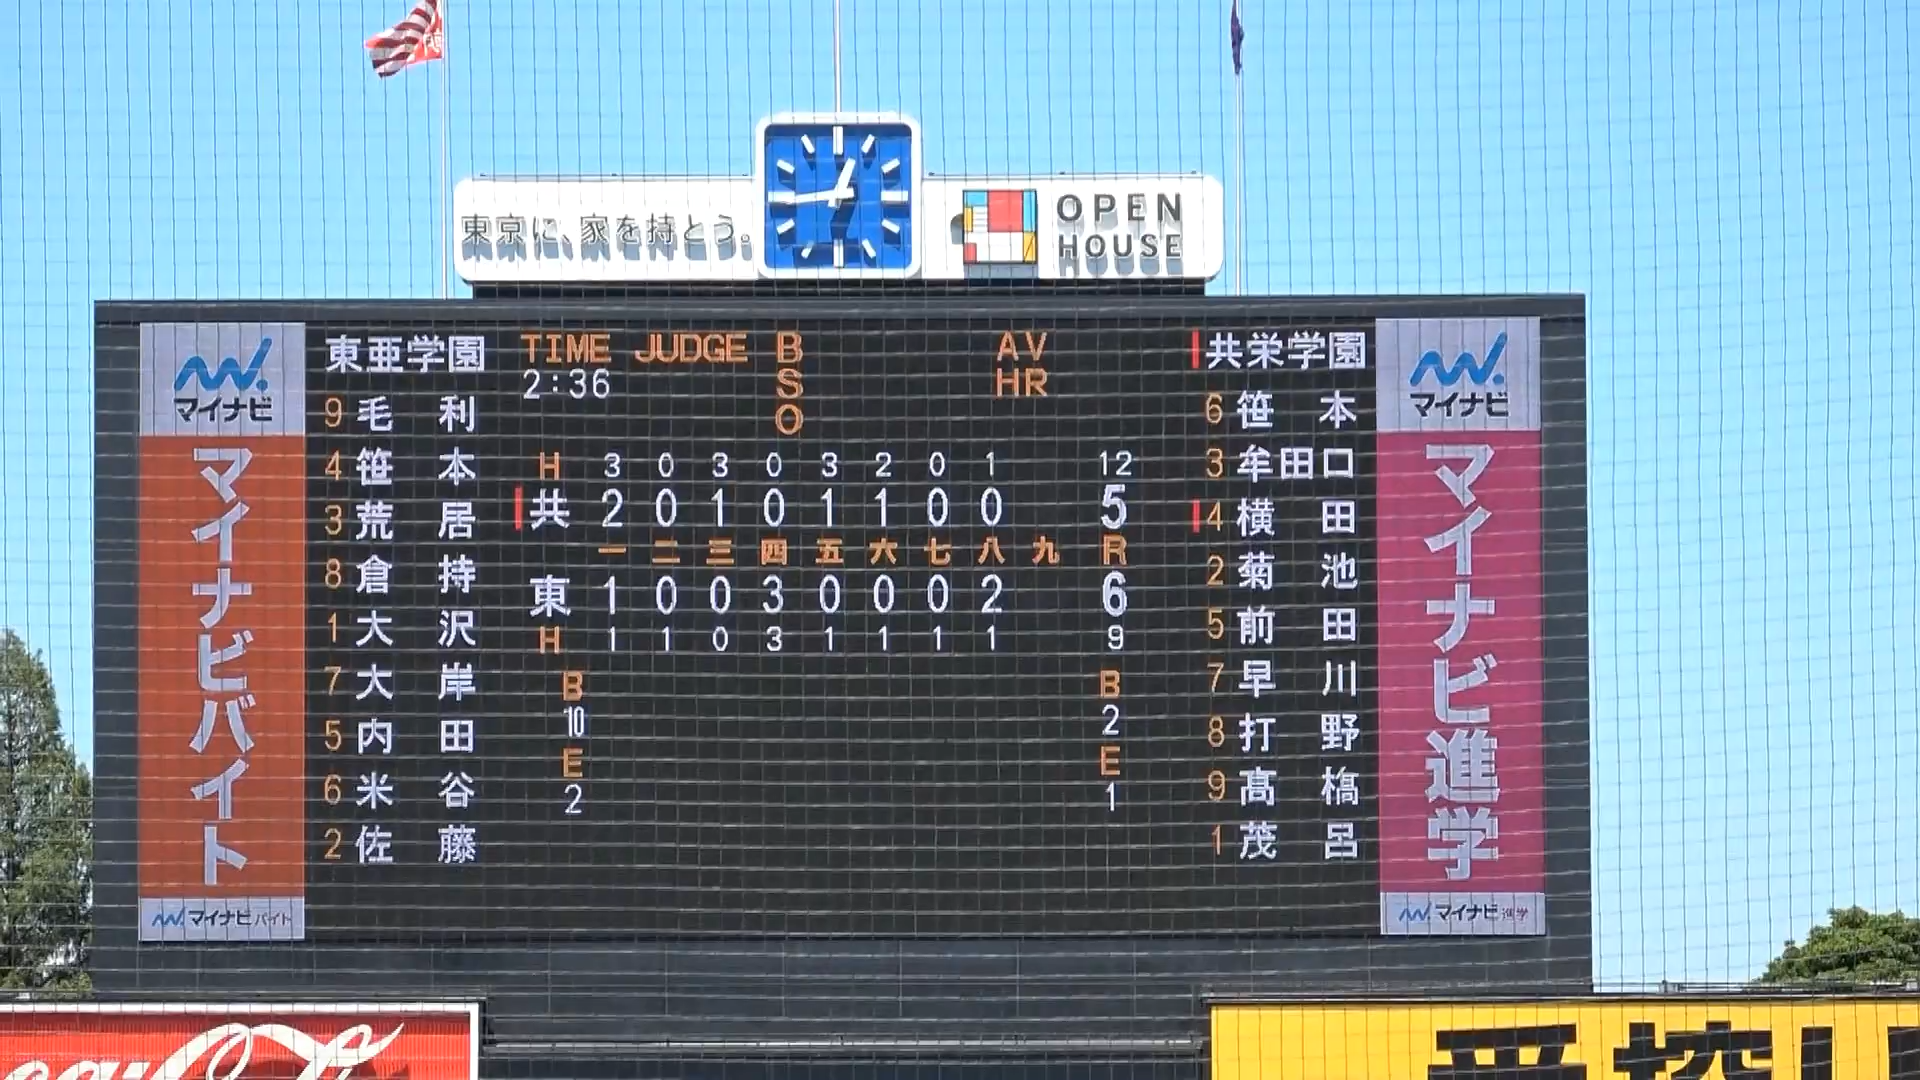 東京に、家を持とう。
OPEN
HOUSE
マイナビ
マイナビバイト
マイナビバイト
東亜学園
9 毛利
4 笹本
3 荒居
8 倉持
1 大沢
7 大岸
5 内田
6 米谷
2 佐藤
TIME JUDGE B AV
2:36 S HR
O
H 3 0 3 0 3 2 0 1 12
共 2 0 1 0 1 1 0 0 5
一 二 三 四 五 六 七 八 九 R
東 1 0 0 3 0 0 0 2 6
H 1 1 0 3 1 1 1 1 9
B B
10 2
E E
2 1
共栄学園
6 笹本
3 牟田口
4 横田
2 菊池
5 前田
7 早川
8 打野
9 髙橋
1 茂呂
マイナビ
マイナビ進学
マイナビ進学